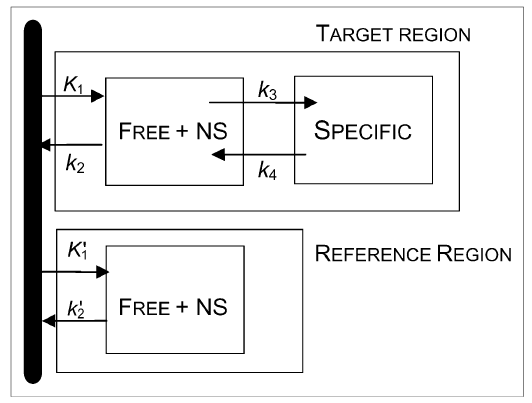 TARGET REGION
K1
k3
FREE + NS
SPECIFIC
k2
k4
K'1
REFERENCE REGION
FREE + NS
k'2